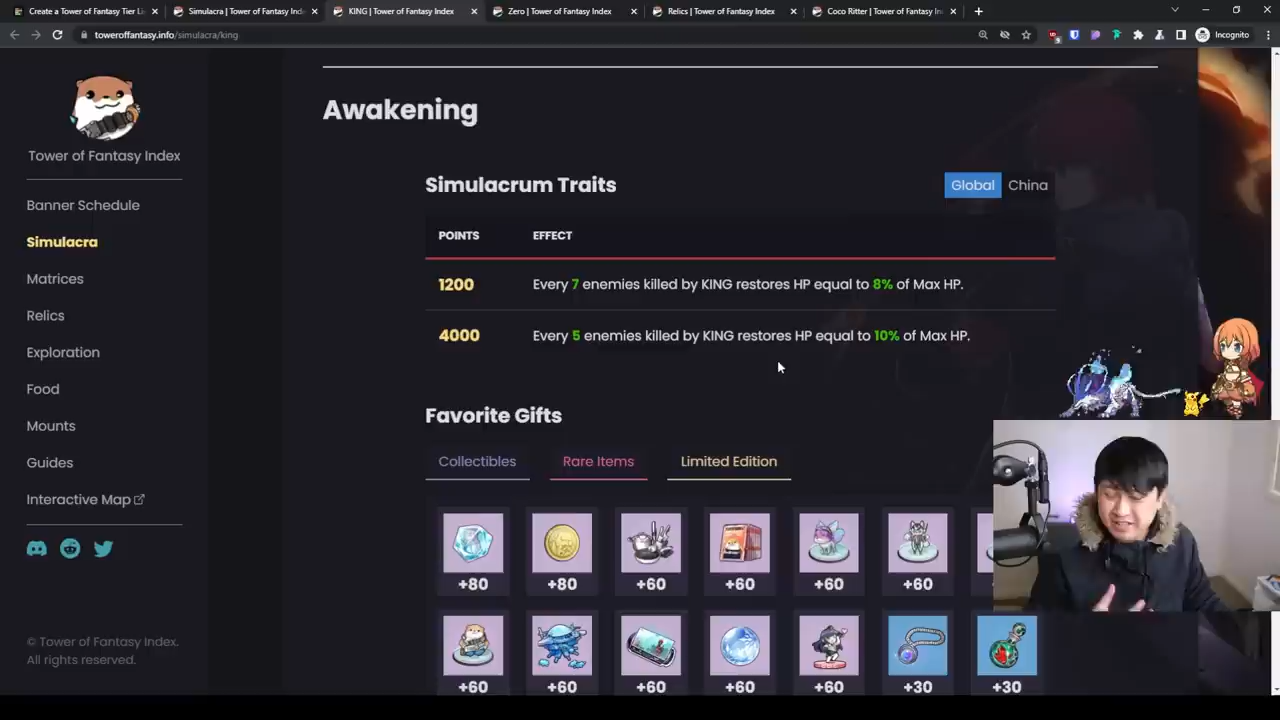 Create a Tower of Fantasy Tier Li
Simulacra | Tower of Fantasy Ind
KING | Tower of Fantasy Index
Zero | Tower of Fantasy Index
Relics | Tower of Fantasy Index
Coco Ritter | Tower of Fantasy In
toweroffantasy.info/simulacra/king
Incognito
Tower of Fantasy Index
Banner Schedule
Simulacra
Matrices
Relics
Exploration
Food
Mounts
Guides
Interactive Map
© Tower of Fantasy Index.
All rights reserved.
Awakening
Simulacrum Traits
Global
China
POINTS
EFFECT
1200
Every 7 enemies killed by KING restores HP equal to 8% of Max HP.
4000
Every 5 enemies killed by KING restores HP equal to 10% of Max HP.
Favorite Gifts
Collectibles
Rare Items
Limited Edition
+80
+80
+60
+60
+60
+60
+60
+60
+60
+60
+60
+30
+30